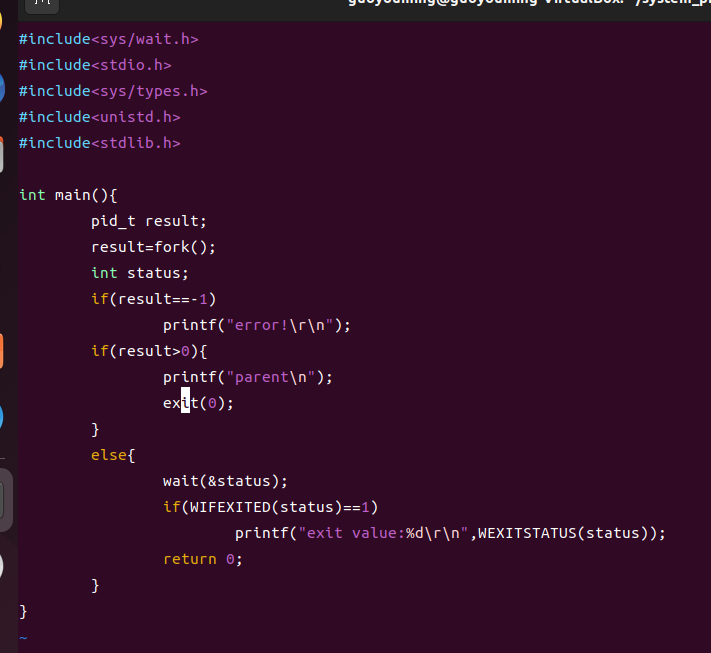 #include<sys/wait.h>
#include<stdio.h>
#include<sys/types.h>
#include<unistd.h>
#include<stdlib.h>

int main(){
        pid_t result;
        result=fork();
        int status;
        if(result==-1)
                printf("error!\r\n");
        if(result>0){
                printf("parent\n");
                exit(0);
        }
        else{
                wait(&status);
                if(WIFEXITED(status)==1)
                        printf("exit value:%d\r\n",WEXITSTATUS(status));
                return 0;
        }
}
~